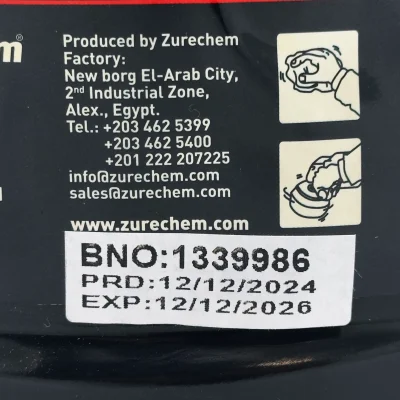 m®
Produced by Zurechem
Factory:
New borg El-Arab City,
2nd Industrial Zone,
Alex., Egypt.
Tel.: +203 462 5399
+203 462 5400
+201 222 207225
info@zurechem.com
sales@zurechem.com
www.zurechem.com
BNO:1339986
PRD:12/12/2024
EXP:12/12/2026